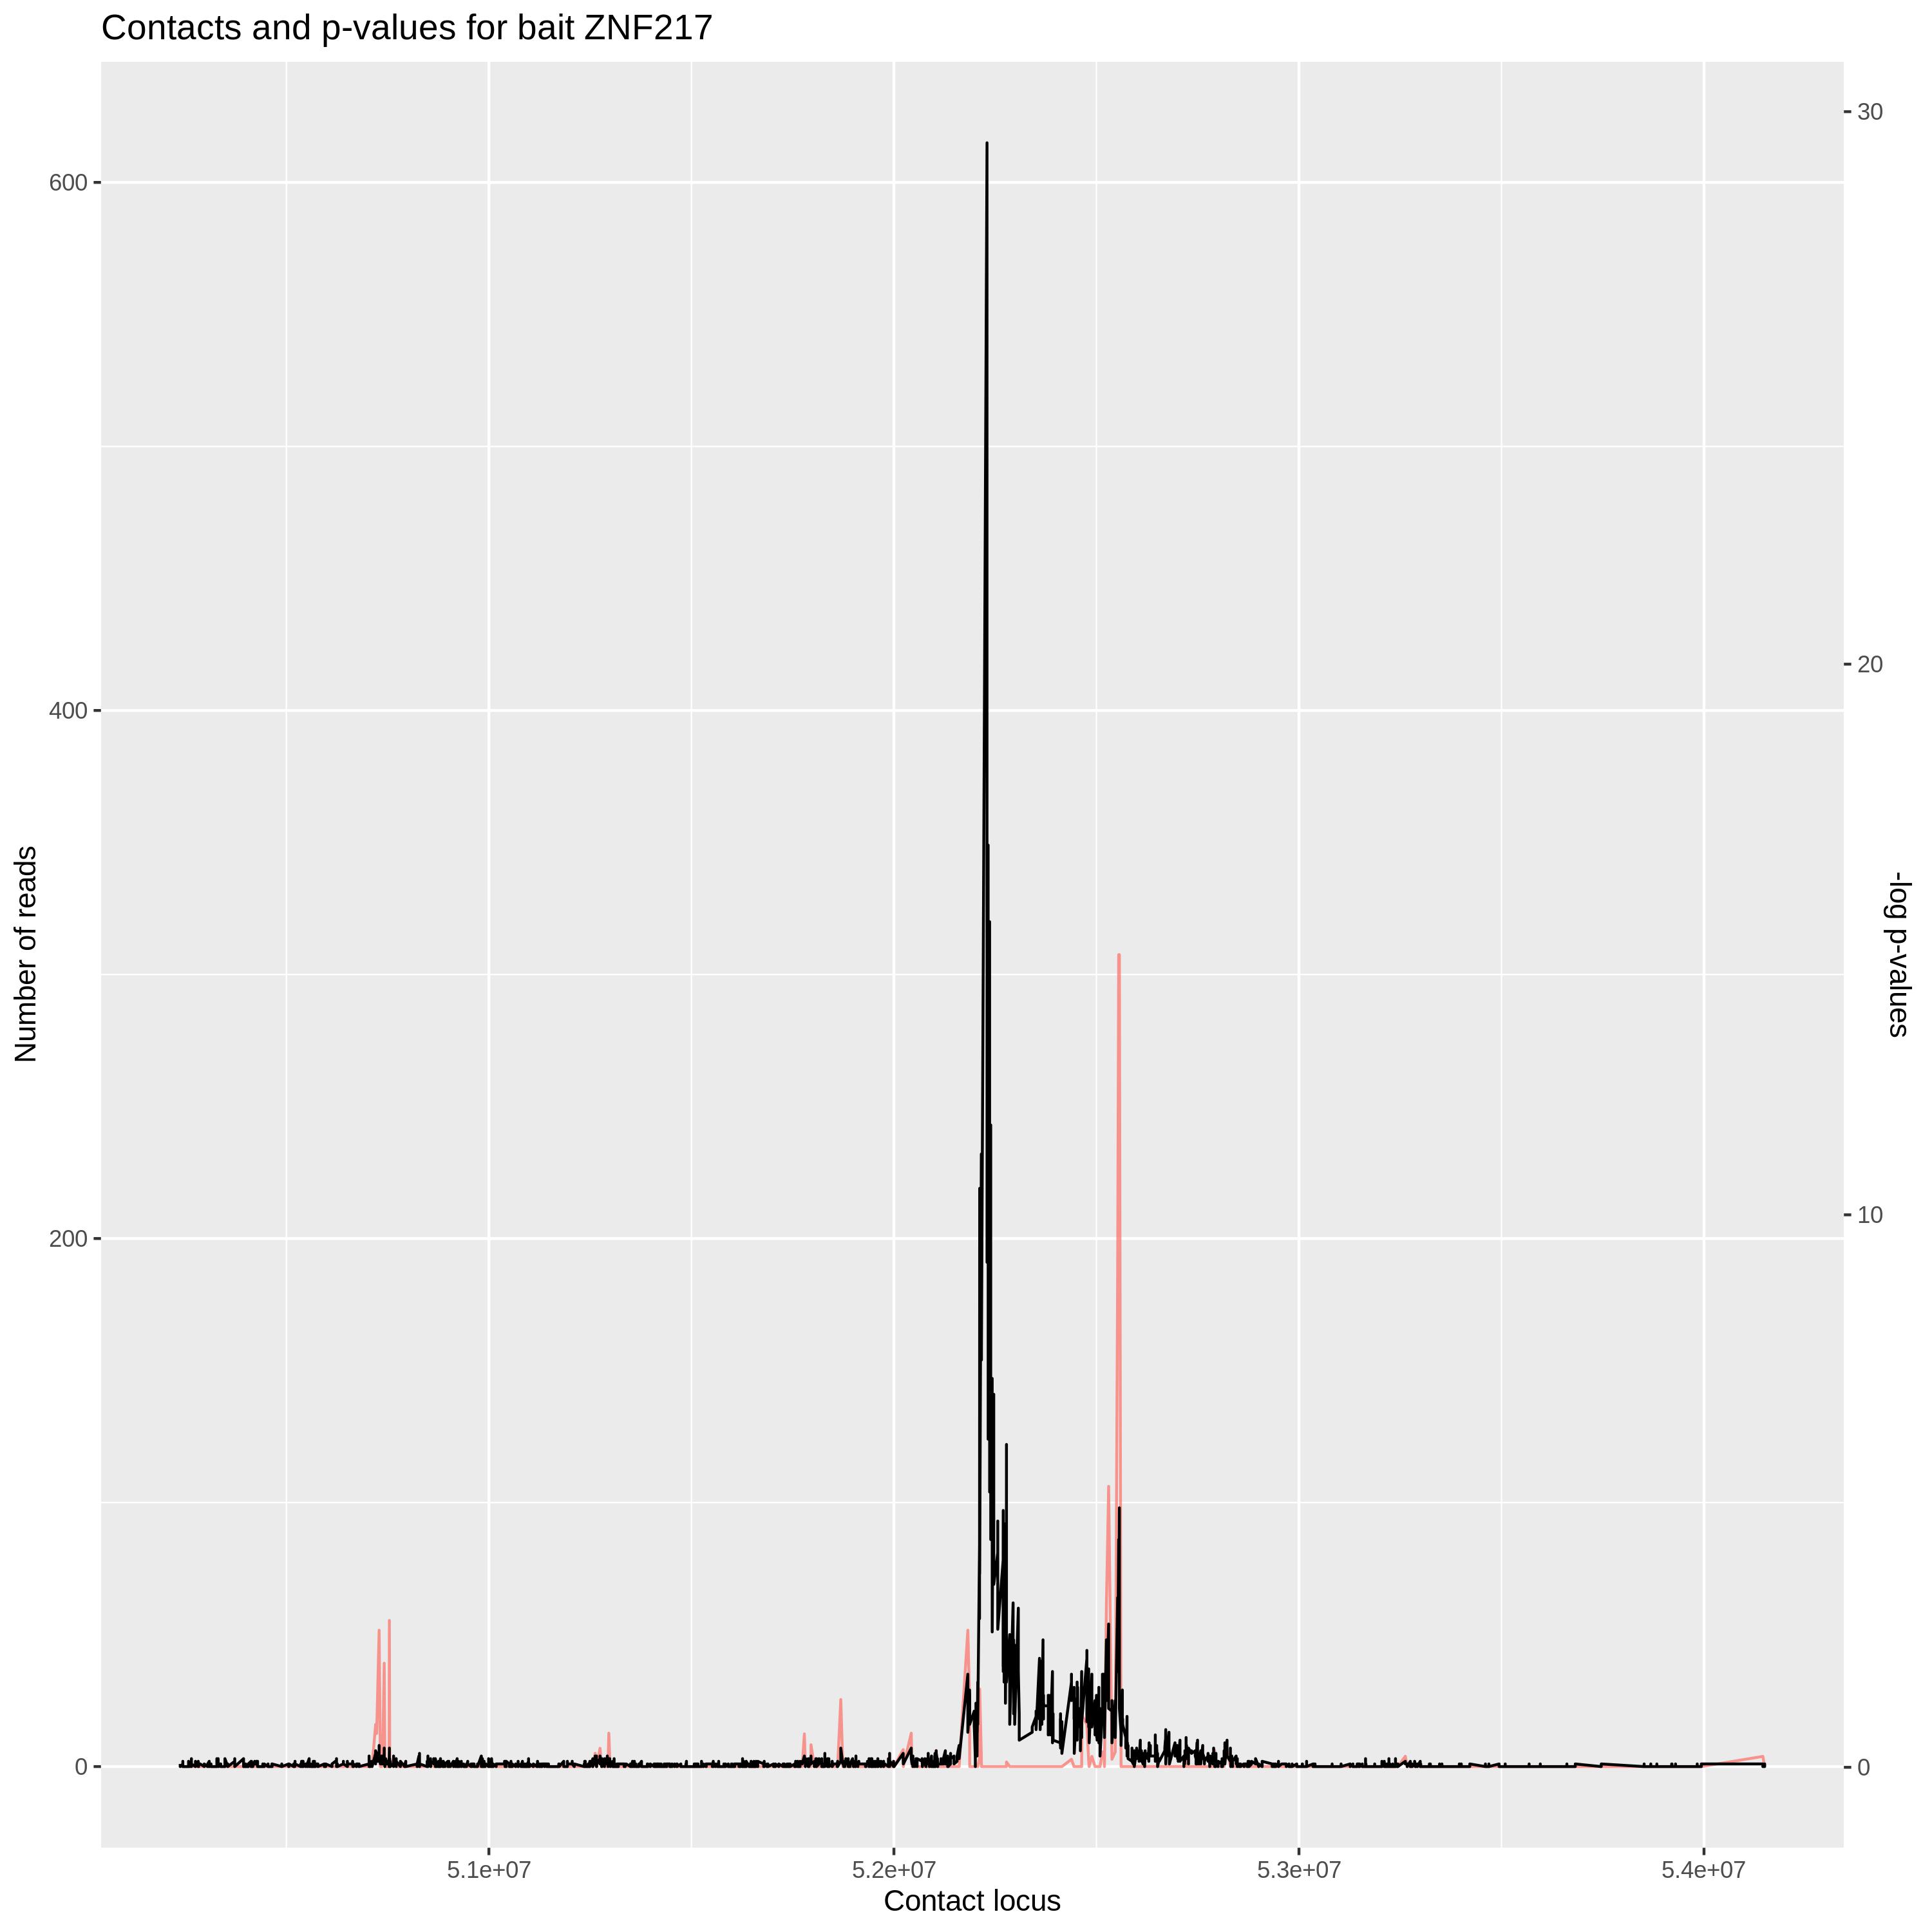 Contacts and p-values for bait ZNF217
600
400
200
0
Number of reads
30
20
10
0
-log p-values
5.1e+07
5.2e+07
5.3e+07
5.4e+07
Contact locus